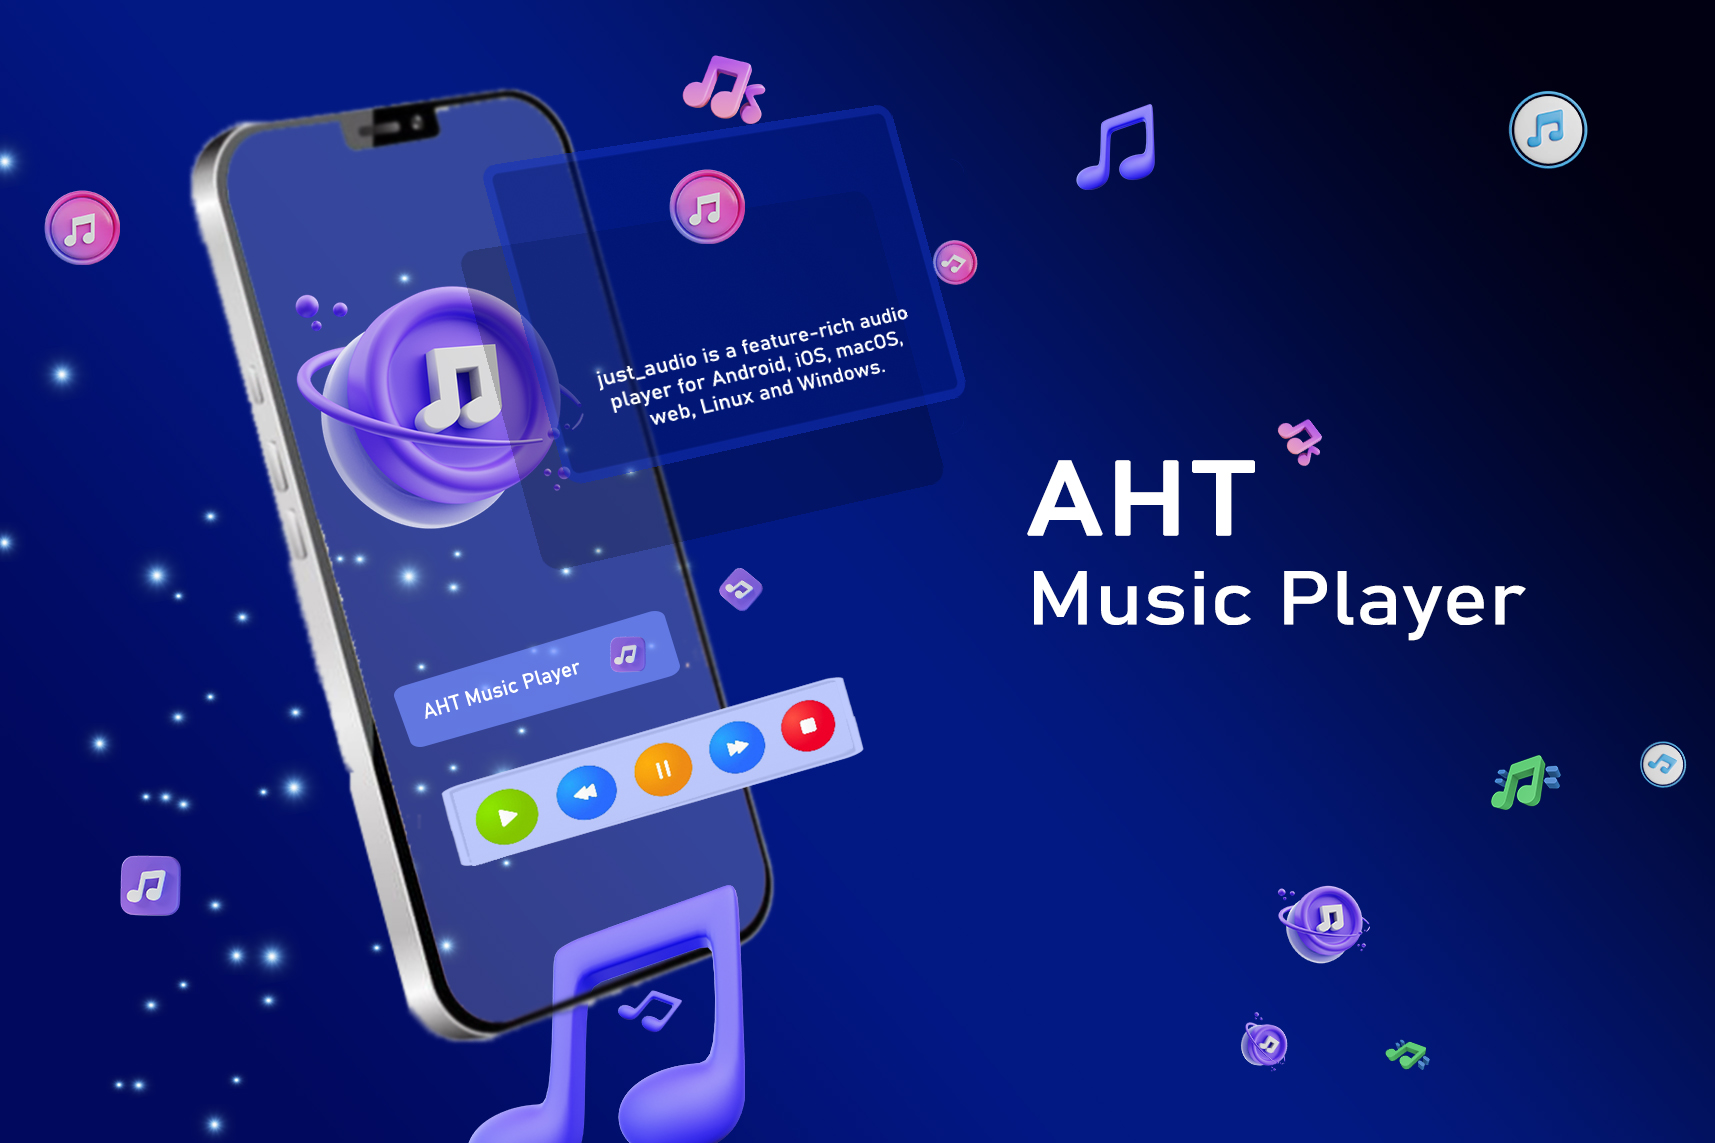 just_audio is a feature-rich audio
player for Android, iOS, macOS,
web, Linux and Windows.
AHT
Music Player
AHT Music Player